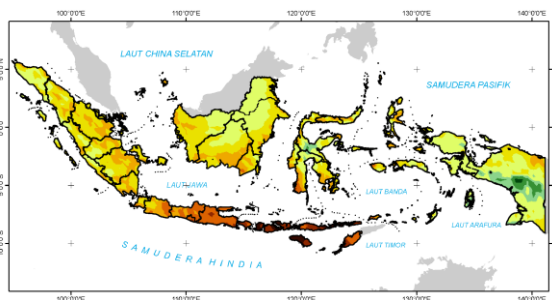 100°0'0"E 110°0'0"E 120°0'0"E 130°0'0"E 140°0'0"E
LAUT CHINA SELATAN
SAMUDERA PASIFIK
LAUT JAWA
LAUT BANDA
LAUT ARAFURA
LAUT TIMOR
SAMUDERA HINDIA
100°0'0"E 110°0'0"E 120°0'0"E 130°0'0"E 140°0'0"E